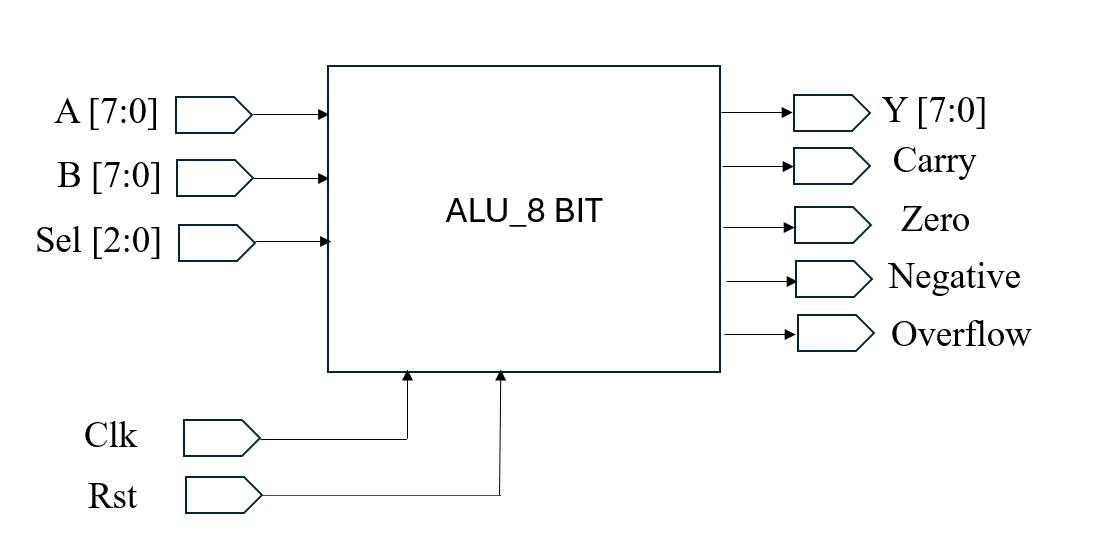 A [7:0]
B [7:0]
Sel [2:0]
ALU_8 BIT
Y [7:0]
Carry
Zero
Negative
Overflow
Clk
Rst